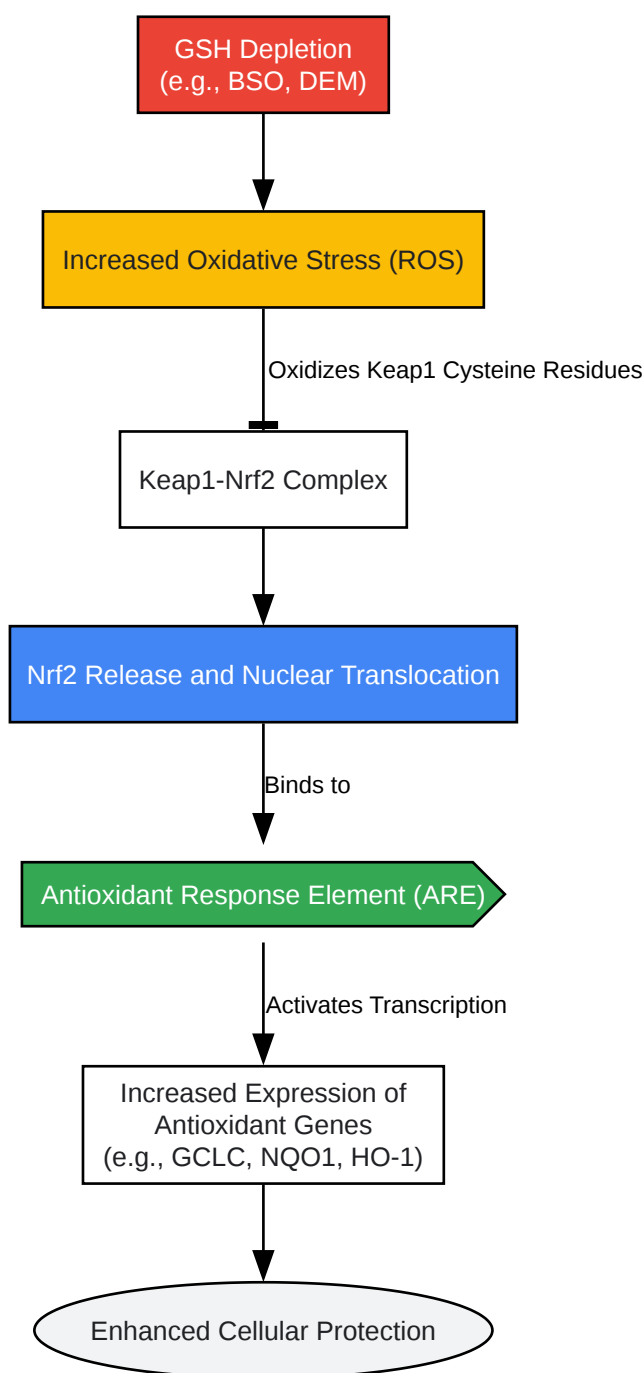 GSH Depletion
(e.g., BSO, DEM)
Increased Oxidative Stress (ROS)
Oxidizes Keap1 Cysteine Residues
Keap1-Nrf2 Complex
Nrf2 Release and Nuclear Translocation
Binds to
Antioxidant Response Element (ARE)
Activates Transcription
Increased Expression of
Antioxidant Genes
(e.g., GCLC, NQO1, HO-1)
Enhanced Cellular Protection